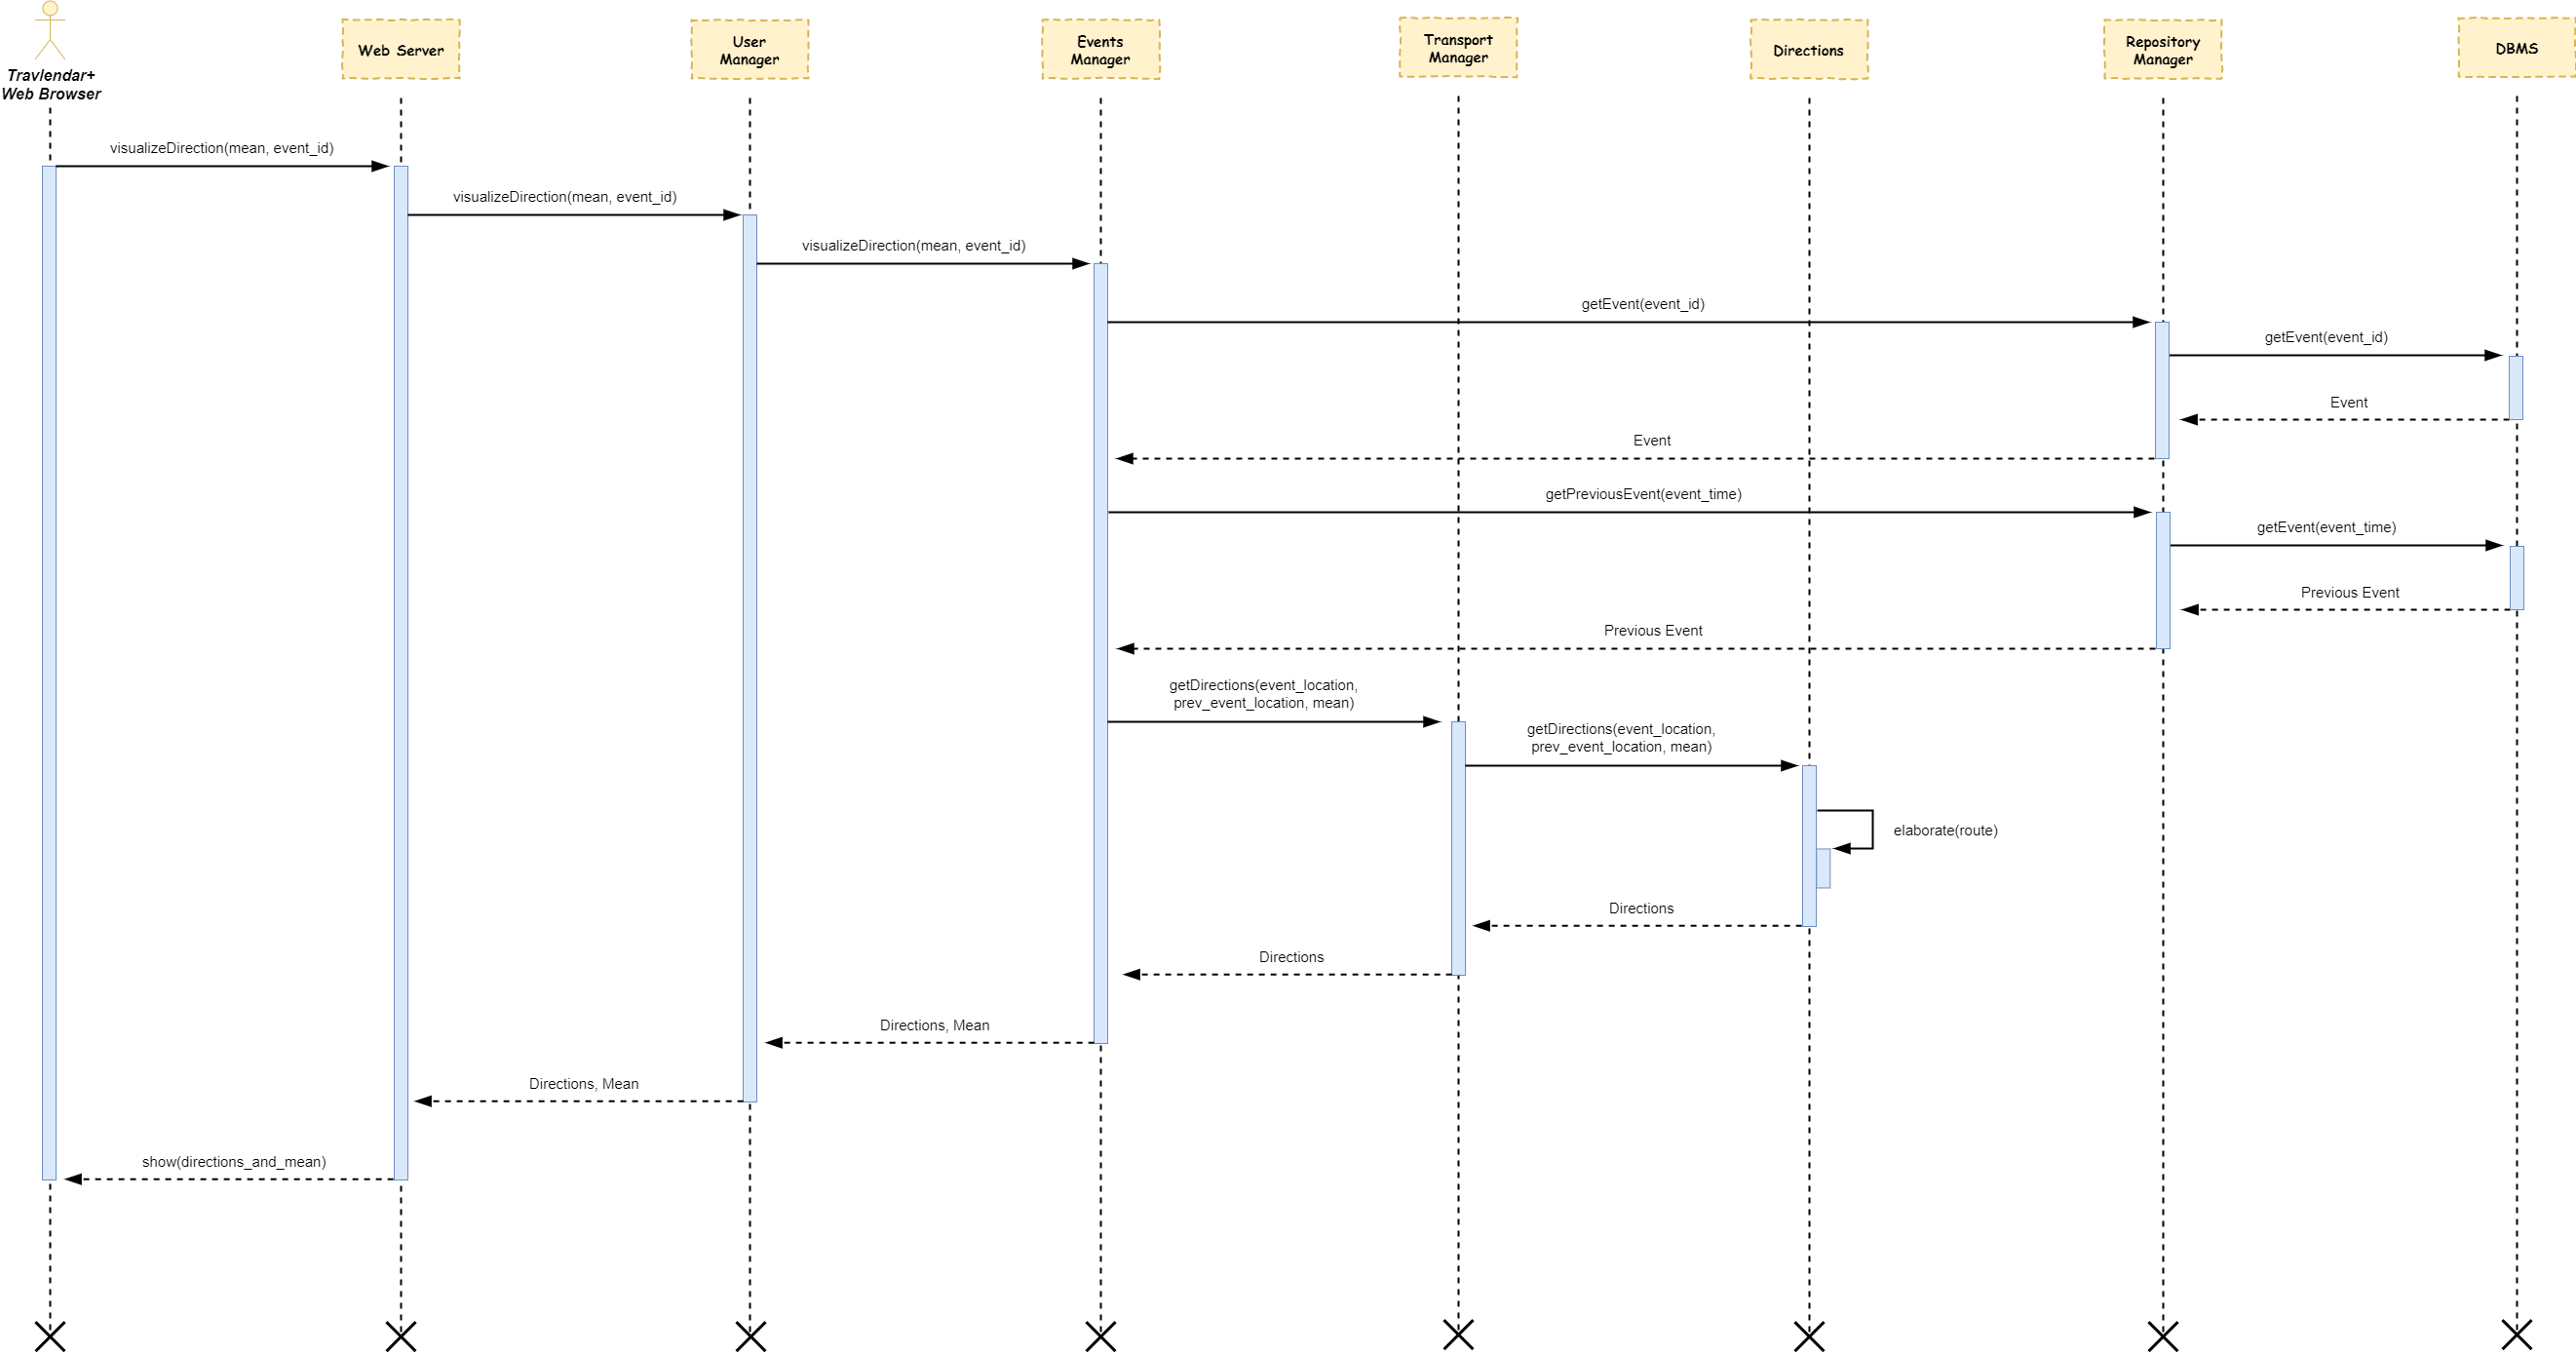 Travlendar+
Web Browser
Web Server
User
Manager
Events
Manager
Transport
Manager
Directions
Repository
Manager
DBMS
visualizeDirection(mean, event_id)
visualizeDirection(mean, event_id)
visualizeDirection(mean, event_id)
getEvent(event_id)
getEvent(event_id)
Event
Event
getPreviousEvent(event_time)
getEvent(event_time)
Previous Event
Previous Event
getDirections(event_location,
prev_event_location, mean)
getDirections(event_location,
prev_event_location, mean)
elaborate(route)
Directions
Directions
Directions, Mean
Directions, Mean
show(directions_and_mean)